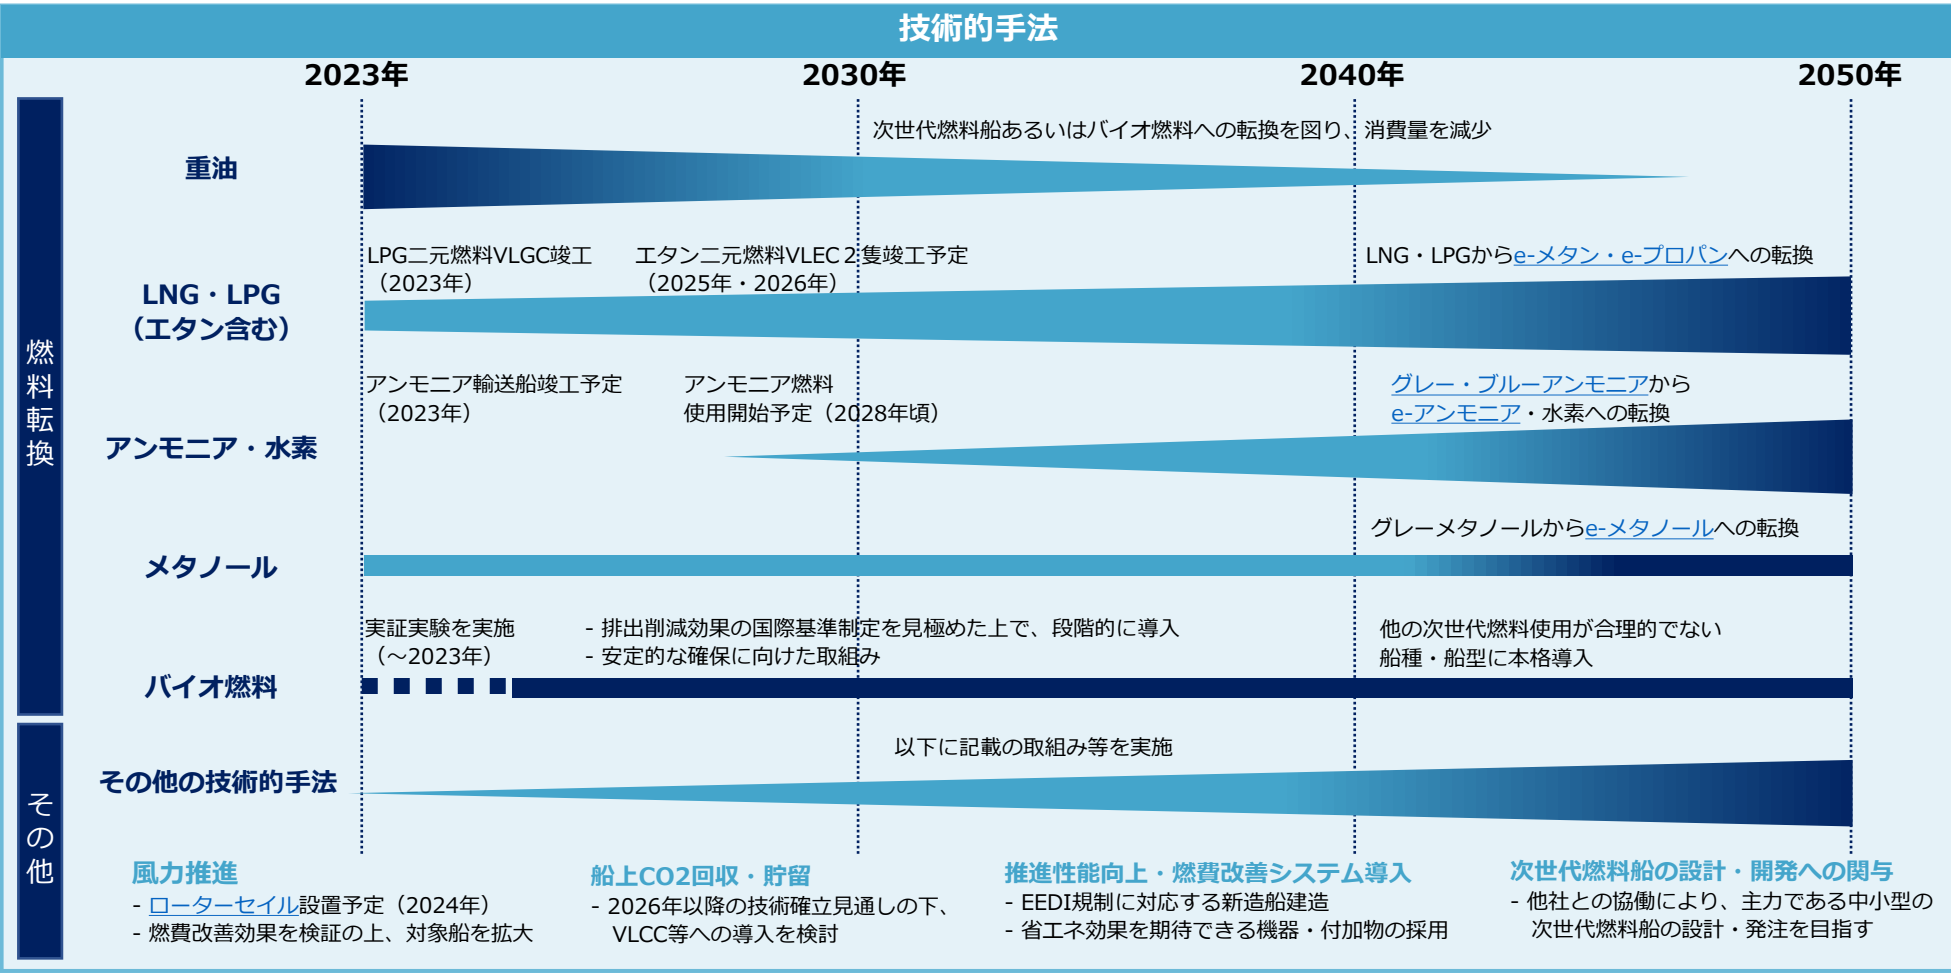 技術的手法
2023年
2030年
2040年
2050年
燃料転換
重油
次世代燃料船あるいはバイオ燃料への転換を図り、消費量を減少
LNG・LPG
（エタン含む）
LPG二元燃料VLGC竣工
（2023年）
エタン二元燃料VLEC２隻竣工予定
（2025年・2026年）
LNG・LPGからe-メタン・e-プロパンへの転換
アンモニア・水素
アンモニア輸送船竣工予定
（2023年）
アンモニア燃料
使用開始予定（2028年頃）
グレー・ブルーアンモニアから
e-アンモニア・水素への転換
メタノール
グレーメタノールからe-メタノールへの転換
バイオ燃料
実証実験を実施
（～2023年）
- 排出削減効果の国際基準制定を見極めた上で、段階的に導入
- 安定的な確保に向けた取組み
他の次世代燃料使用が合理的でない
船種・船型に本格導入
その他
その他の技術的手法
以下に記載の取組み等を実施
風力推進
- ローターセイル設置予定（2024年）
- 燃費改善効果を検証の上、対象船を拡大
船上CO2回収・貯留
- 2026年以降の技術確立見通しの下、
VLCC等への導入を検討
推進性能向上・燃費改善システム導入
- EEDI規制に対応する新造船建造
- 省エネ効果を期待できる機器・付加物の採用
次世代燃料船の設計・開発への関与
- 他社との協働により、主力である中小型の
次世代燃料船の設計・発注を目指す